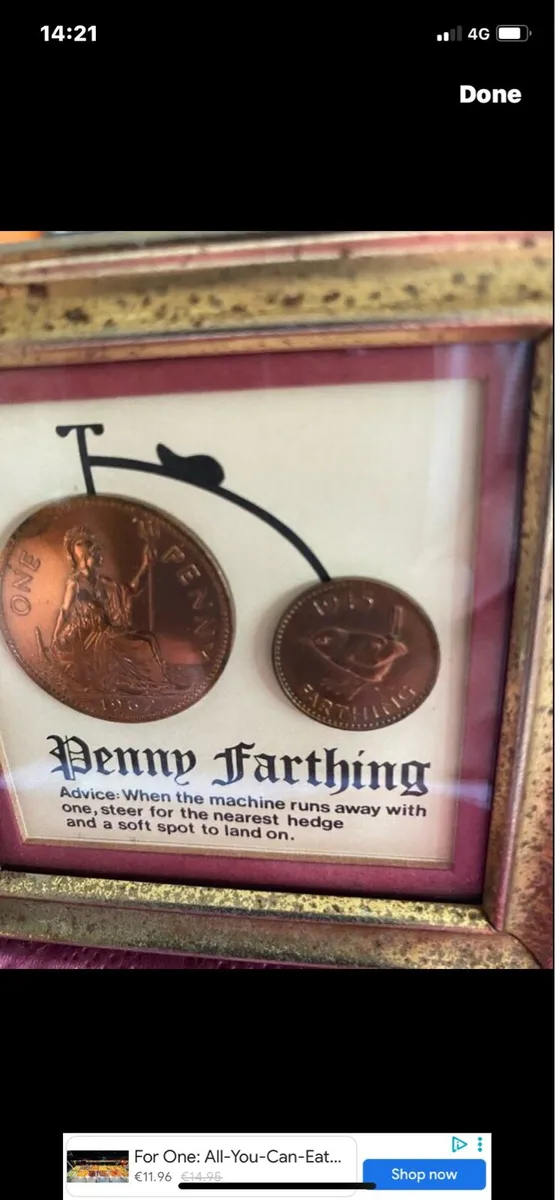 14:21
4G
Done
ONE PENNY
1967
1945
FARTHING
Penny Farthing
Advice: When the machine runs away with
one, steer for the nearest hedge
and a soft spot to land on.
For One: All-You-Can-Eat...
€11.96 €14.95
Shop now